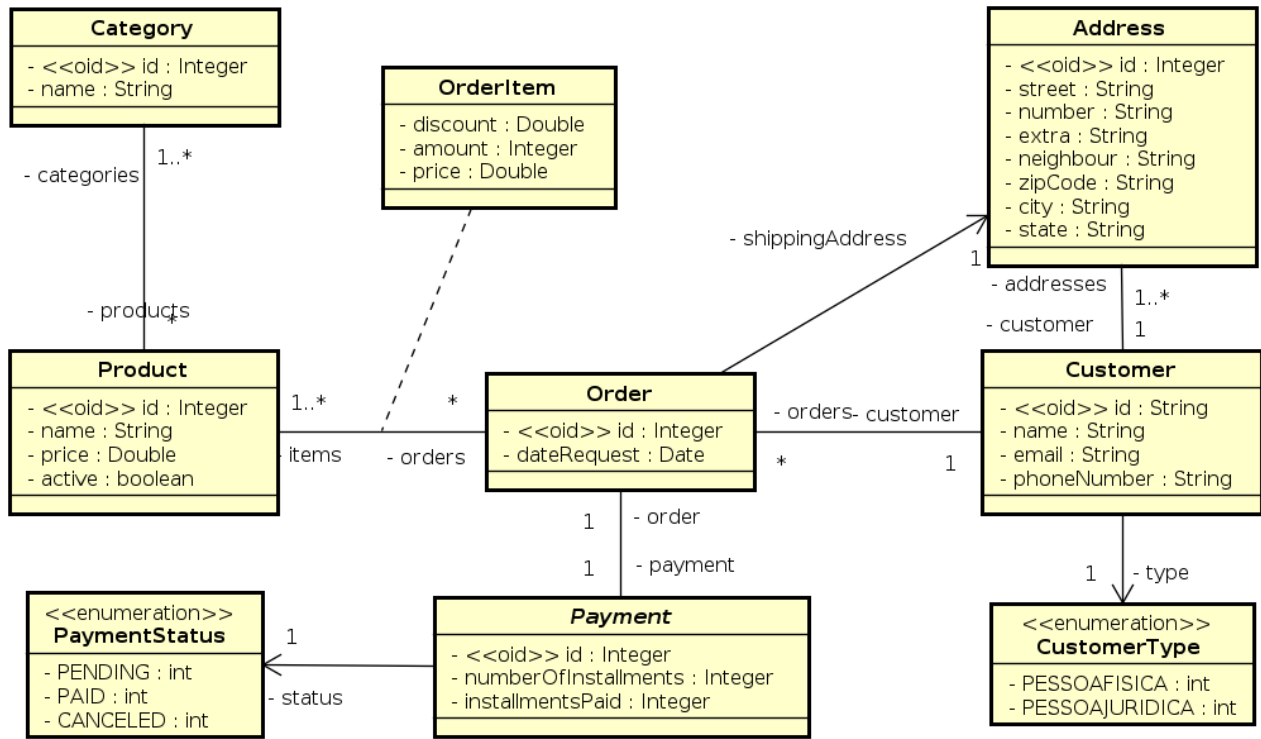 Category
- <<oid>> id : Integer
- name : String
1..*
- categories
- products
*
OrderItem
- discount : Double
- amount : Integer
- price : Double
Address
- <<oid>> id : Integer
- street : String
- number : String
- extra : String
- neighbour : String
- zipCode : String
- city : String
- state : String
- shippingAddress
1
- addresses
1..*
- customer
1
Product
- <<oid>> id : Integer
- name : String
- price : Double
- active : boolean
1..*
*
- items
- orders
Order
- <<oid>> id : Integer
- dateRequest : Date
- orders
- customer
*
1
Customer
- <<oid>> id : String
- name : String
- email : String
- phoneNumber : String
1
- order
1
- payment
1
- type
<<enumeration>>
PaymentStatus
- PENDING : int
- PAID : int
- CANCELED : int
1
- status
Payment
- <<oid>> id : Integer
- numberOfInstallments : Integer
- installmentsPaid : Integer
<<enumeration>>
CustomerType
- PESSOAFISICA : int
- PESSOAJURIDICA : int